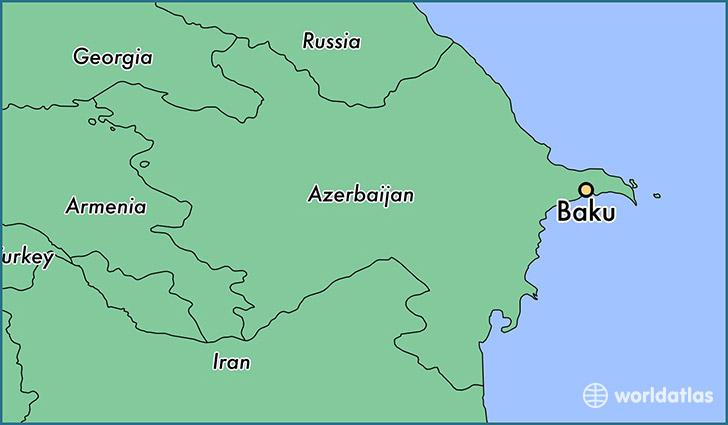 Russia
Georgia
Azerbaijan
Armenia
Baku
urkey
Iran
worldatlas